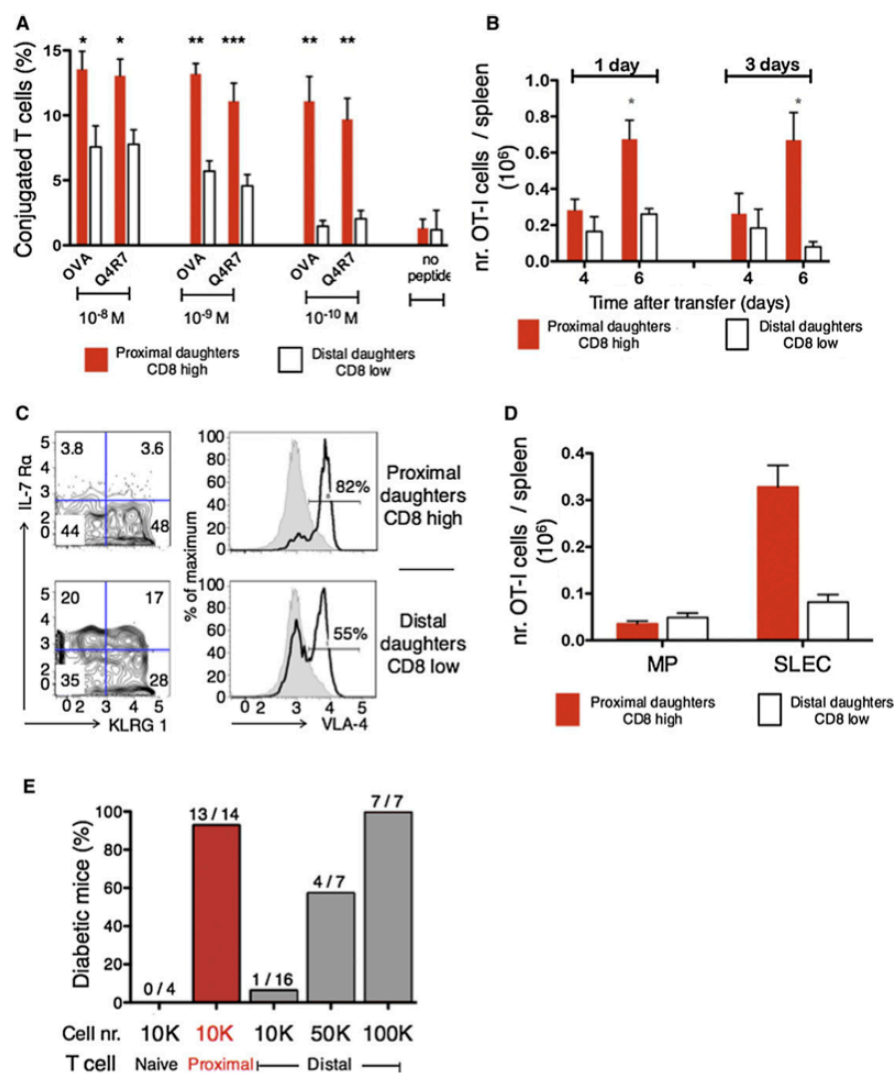 A
* * ** *** ** **
Conjugated T cells (%)
15
10
5
0
OVA Q4R7 OVA Q4R7 OVA Q4R7 no
peptide
10-8 M 10-9 M 10-10 M
Proximal daughters
CD8 high
Distal daughters
CD8 low
B
1 day 3 days
* *
nr. OT-I cells / spleen
(10⁶)
1.0
0.8
0.6
0.4
0.2
0.0
4 6 4 6
Time after transfer (days)
Proximal daughters
CD8 high
Distal daughters
CD8 low
C
IL-7 Rα
5
4
3
2
0
3.8 3.6
44 48
% of maximum
100
80
60
40
20
0
82%
0 2 3 4 5
Proximal
daughters
CD8 high
5
4
3
2
0
20 17
35 28
0 2 3 4 5
KLRG 1
100
80
60
40
20
0
55%
0 2 3 4 5
VLA-4
Distal
daughters
CD8 low
D
nr. OT-I cells / spleen
(10⁶)
0.4
0.3
0.2
0.1
0.0
MP SLEC
Proximal daughters
CD8 high
Distal daughters
CD8 low
E
Diabetic mice (%)
100
80
60
40
20
0
0 / 4
13 / 14
1 / 16
4 / 7
7 / 7
Cell nr. 10K 10K 10K 50K 100K
T cell Naive Proximal Distal